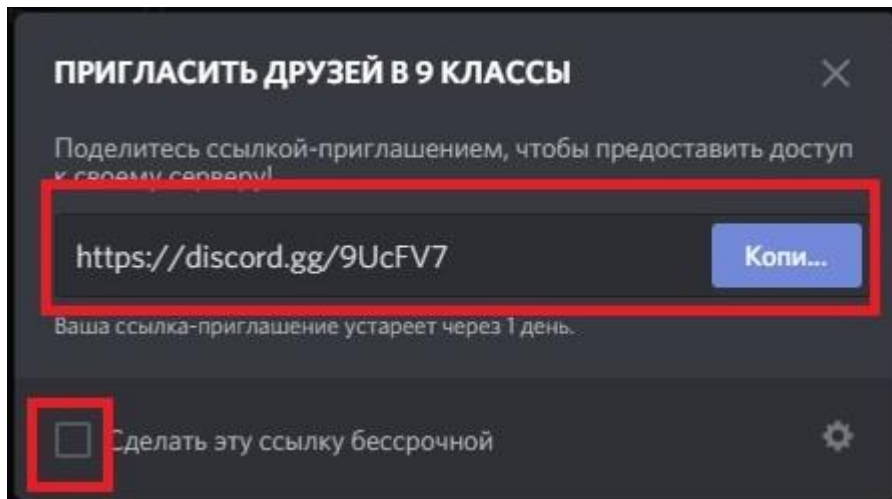 ПРИГЛАСИТЬ ДРУЗЕЙ В 9 КЛАССЫ
Поделитесь ссылкой-приглашением, чтобы предоставить доступ
к своему серверу!
https://discord.gg/9UcFV7
Копи...
Ваша ссылка-приглашение устареет через 1 день.
Сделать эту ссылку бессрочной